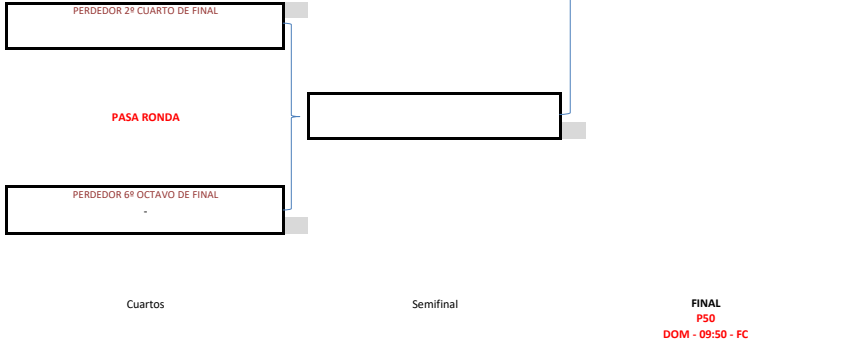 PERDEDOR 2º CUARTO DE FINAL
PASA RONDA
PERDEDOR 6º OCTAVO DE FINAL
-
Cuartos
Semifinal
FINAL
P50
DOM - 09:50 - FC